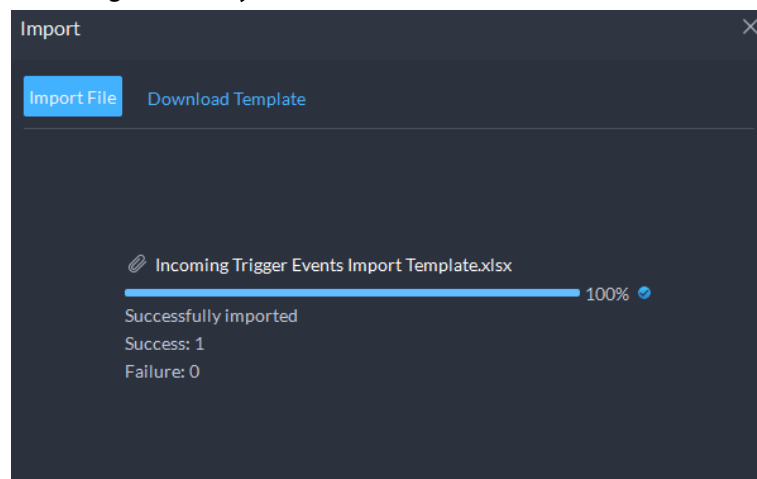 Import
Import File Download Template
Incoming Trigger Events Import Template.xlsx
100%
Successfully imported
Success: 1
Failure: 0